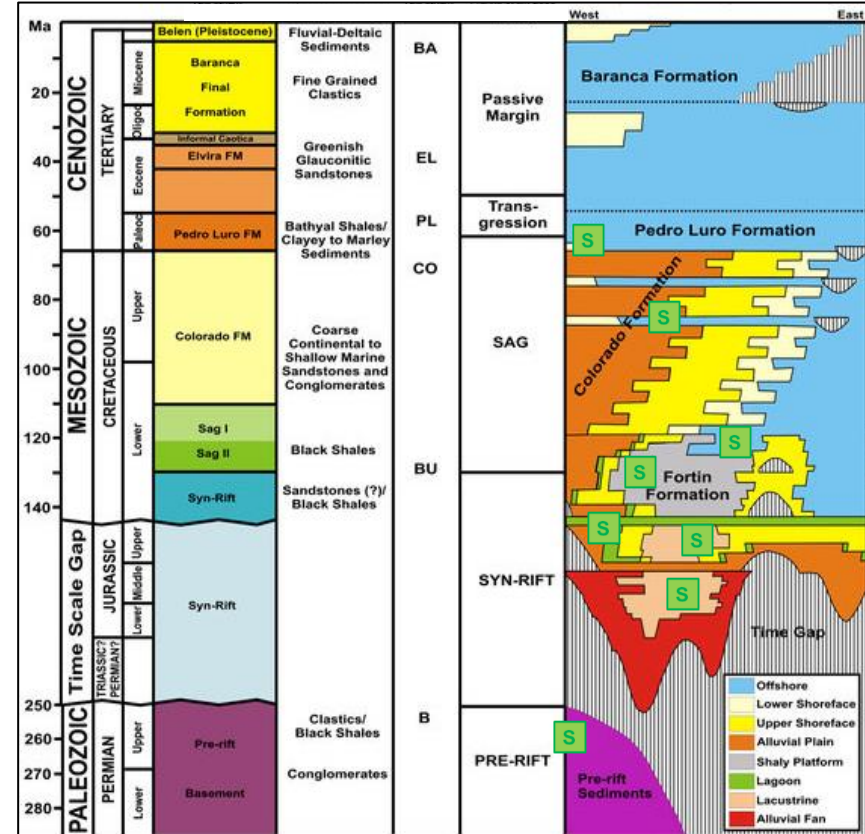 Ma
West
East
CENOZOIC
TERTIARY
Miocene
Oligoc
Eocene
Paleoc
Belen (Pleistocene)
Baranca
Final
Formation
Informal Caotica
Elvira FM
Pedro Luro FM
Fluvial-Deltaic
Sediments
Fine Grained
Clastics
Greenish
Glauconitic
Sandstones
Bathyal Shales/
Clayey to Marley
Sediments
BA
EL
PL
Passive
Margin
Trans-
gression
Baranca Formation
Pedro Luro Formation
S
20
40
60
MESOZOIC
CRETACEOUS
Upper
Lower
Colorado FM
Sag I
Sag II
Syn-Rift
Coarse
Continental to
Shallow Marine
Sandstones and
Conglomerates
Black Shales
Sandstones (?)/
Black Shales
CO
BU
SAG
Colorado Formation
S
S
S
Fortin
Formation
80
100
120
140
Time Scale Gap
JURASSIC
Upper
Middle
Lower
TRIASSIC?
PERMIAN?
Syn-Rift
SYN-RIFT
S
S
S
Time Gap
250
260
270
280
PALEOZOIC
PERMIAN
Upper
Lower
Pre-rift
Basement
Clastics/
Black Shales
Conglomerates
B
PRE-RIFT
S
Pre-rift
Sediments
Offshore
Lower Shoreface
Upper Shoreface
Alluvial Plain
Shaly Platform
Lagoon
Lacustrine
Alluvial Fan